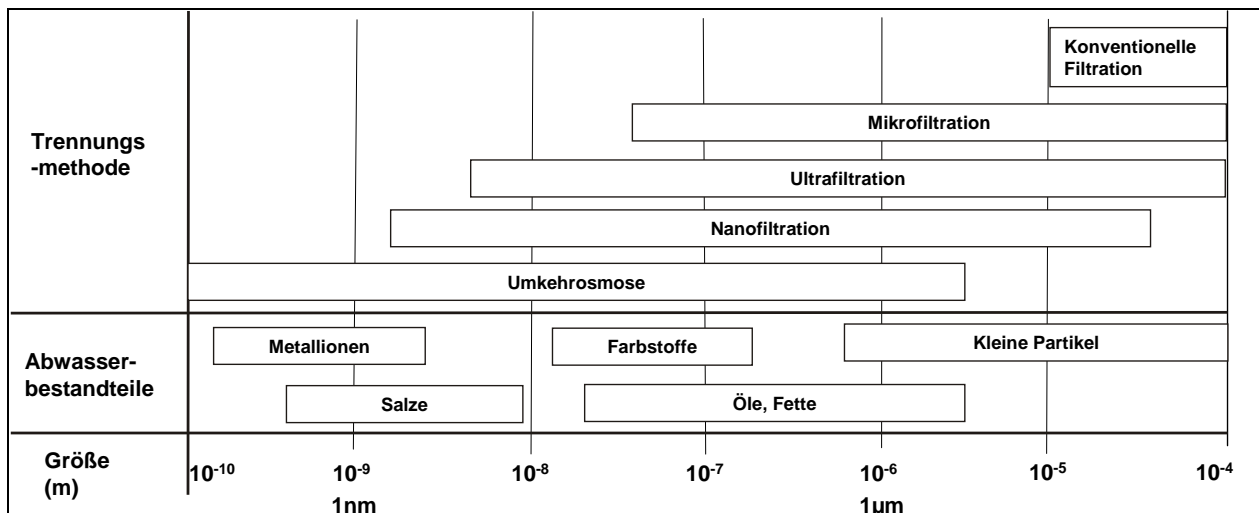 Konventionelle
Filtration
Mikrofiltration
Trennungs
-methode
Ultrafiltration
Nanofiltration
Umkehrosmose
Metallionen
Farbstoffe
Kleine Partikel
Abwasser-
bestandteile
Salze
Öle, Fette
Größe
(m)
10⁻¹⁰ 10⁻⁹ 10⁻⁸ 10⁻⁷ 10⁻⁶ 10⁻⁵ 10⁻⁴
1nm 1µm